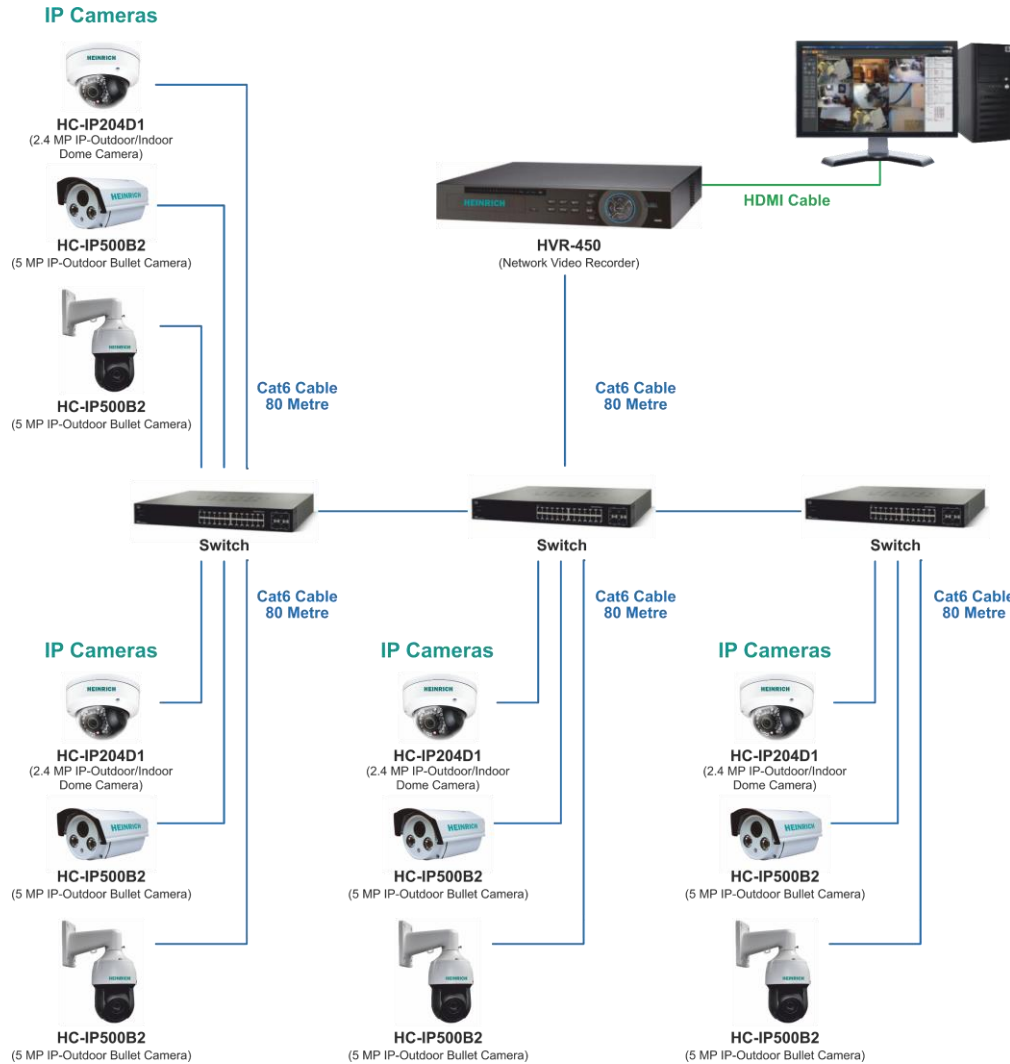 IP Cameras
HEINRICH
HC-IP204D1
(2.4 MP IP-Outdoor/Indoor
Dome Camera)
HEINRICH
HC-IP500B2
(5 MP IP-Outdoor Bullet Camera)
HEINRICH
HC-IP500B2
(5 MP IP-Outdoor Bullet Camera)
HEINRICH
HVR-450
(Network Video Recorder)
HDMI Cable
Cat6 Cable
80 Metre
Cat6 Cable
80 Metre
Switch
Switch
Switch
Cat6 Cable
80 Metre
Cat6 Cable
80 Metre
Cat6 Cable
80 Metre
IP Cameras
HEINRICH
HC-IP204D1
(2.4 MP IP-Outdoor/Indoor
Dome Camera)
HEINRICH
HC-IP500B2
(5 MP IP-Outdoor Bullet Camera)
HEINRICH
HC-IP500B2
(5 MP IP-Outdoor Bullet Camera)
IP Cameras
HEINRICH
HC-IP204D1
(2.4 MP IP-Outdoor/Indoor
Dome Camera)
HEINRICH
HC-IP500B2
(5 MP IP-Outdoor Bullet Camera)
HEINRICH
HC-IP500B2
(5 MP IP-Outdoor Bullet Camera)
IP Cameras
HEINRICH
HC-IP204D1
(2.4 MP IP-Outdoor/Indoor
Dome Camera)
HEINRICH
HC-IP500B2
(5 MP IP-Outdoor Bullet Camera)
HEINRICH
HC-IP500B2
(5 MP IP-Outdoor Bullet Camera)